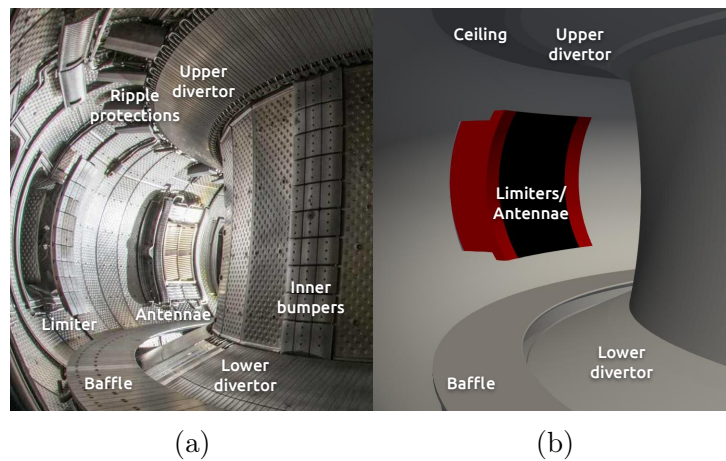 Upper
divertor
Ripple
protections
Inner
bumpers
Limiter
Antennae
Baffle
Lower
divertor
Ceiling
Upper
divertor
Limiters/
Antennae
Lower
divertor
Baffle
(a)
(b)